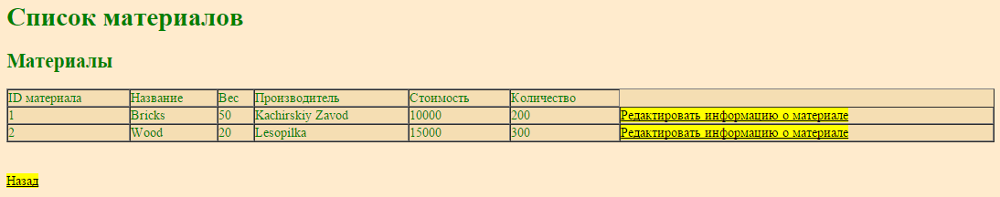 Список материалов
Материалы
ID материала Название Вес Производитель Стоимость Количество
1 Bricks 50 Kachirskiy Zavod 10000 200 Редактировать информацию о материале
2 Wood 20 Lesopilka 15000 300 Редактировать информацию о материале
Назад